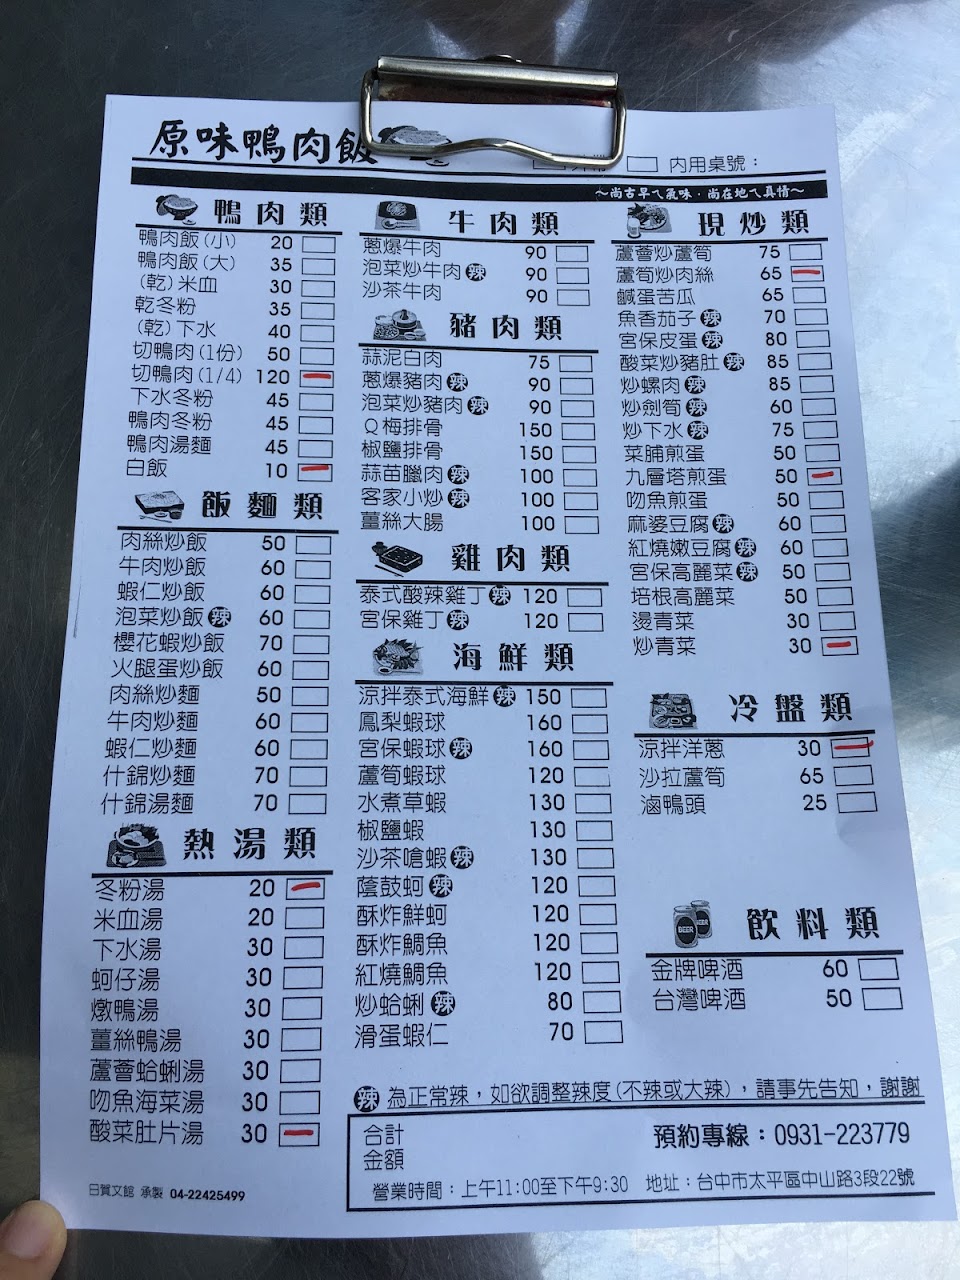 原味鴨肉飯
內用桌號：
～尚古早ㄟ氣味．尚在地ㄟ真情～
鴨肉類
鴨肉飯(小) 20
鴨肉飯(大) 35
(乾)米血 30
乾冬粉 35
(乾)下水 40
切鴨肉(1份) 50
切鴨肉(1/4) 120
下水冬粉 45
鴨肉冬粉 45
鴨肉湯麵 45
白飯 10
飯麵類
肉絲炒飯 50
牛肉炒飯 60
蝦仁炒飯 60
泡菜炒飯 辣 60
櫻花蝦炒飯 70
火腿蛋炒飯 60
肉絲炒麵 50
牛肉炒麵 60
蝦仁炒麵 60
什錦炒麵 70
什錦湯麵 70
熱湯類
冬粉湯 20
米血湯 20
下水湯 30
蚵仔湯 30
燉鴨湯 30
薑絲鴨湯 30
蘆薈蛤蜊湯 30
吻魚海菜湯 30
酸菜肚片湯 30
日賀文館 承製 04-22425499
牛肉類
蔥爆牛肉 90
泡菜炒牛肉 辣 90
沙茶牛肉 90
豬肉類
蒜泥白肉 75
蔥爆豬肉 辣 90
泡菜炒豬肉 辣 90
Q梅排骨 150
椒鹽排骨 150
蒜苗臘肉 辣 100
客家小炒 辣 100
薑絲大腸 100
雞肉類
泰式酸辣雞丁 辣 120
宮保雞丁 辣 120
海鮮類
涼拌泰式海鮮 辣 150
鳳梨蝦球 160
宮保蝦球 辣 160
蘆筍蝦球 120
水煮草蝦 130
椒鹽蝦 130
沙茶嗆蝦 辣 130
蔭鼓蚵 辣 120
酥炸鮮蚵 120
酥炸鯛魚 120
紅燒鯛魚 120
炒蛤蜊 辣 80
滑蛋蝦仁 70
現炒類
蘆薈炒蘆筍 75
蘆筍炒肉絲 65
鹹蛋苦瓜 65
魚香茄子 辣 70
宮保皮蛋 辣 80
酸菜炒豬肚 辣 85
炒螺肉 辣 85
炒劍筍 辣 60
炒下水 辣 75
菜脯煎蛋 50
九層塔煎蛋 50
吻魚煎蛋 50
麻婆豆腐 辣 60
紅燒嫩豆腐 辣 60
宮保高麗菜 辣 50
培根高麗菜 50
燙青菜 30
炒青菜 30
冷盤類
涼拌洋蔥 30
沙拉蘆筍 65
滷鴨頭 25
BEER
BEER
飲料類
金牌啤酒 60
台灣啤酒 50
辣 為正常辣，如欲調整辣度(不辣或大辣)，請事先告知，謝謝
合計
金額
預約專線：0931-223779
營業時間：上午11:00至下午9:30 地址：台中市太平區中山路3段22號